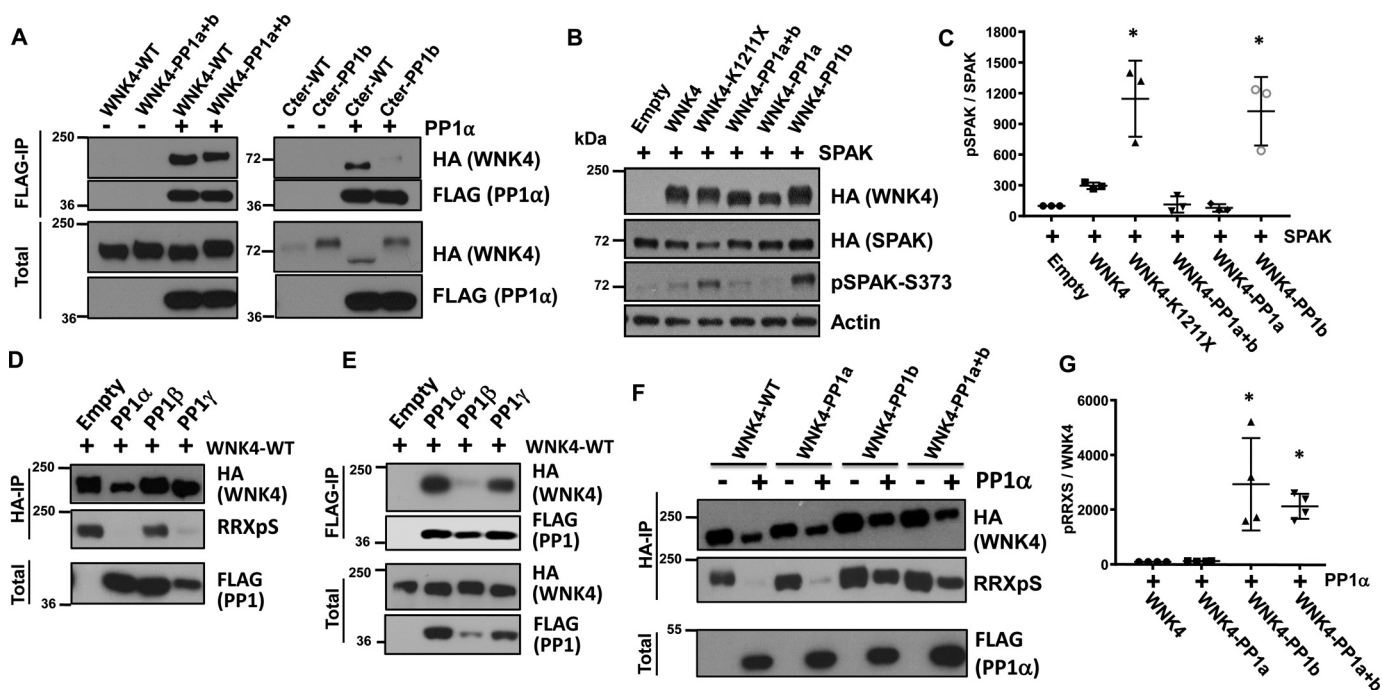 A
WNK4-WT
WNK4-PP1a+b
WNK4-WT
WNK4-PP1a+b
Cter-WT
Cter-PP1b
Cter-WT
Cter-PP1b
- - + + - - + + PP1α
FLAG-IP
250
36
72
36
HA (WNK4)
FLAG (PP1α)
Total
250
36
72
36
HA (WNK4)
FLAG (PP1α)
B
Empty
WNK4
WNK4-K1211X
WNK4-PP1a+b
WNK4-PP1a
WNK4-PP1b
kDa
+ + + + + + SPAK
250
HA (WNK4)
72
HA (SPAK)
72
pSPAK-S373
Actin
C
pSPAK / SPAK
1800
1500
1200
900
600
300
0
* *
+ + + + + + SPAK
Empty
WNK4
WNK4-K1211X
WNK4-PP1a+b
WNK4-PP1a
WNK4-PP1b
D
Empty
PP1α
PP1β
PP1γ
+ + + + WNK4-WT
HA-IP
250
HA
(WNK4)
250
RRXpS
Total
36
FLAG
(PP1)
E
Empty
PP1α
PP1β
PP1γ
+ + + + WNK4-WT
FLAG-IP
250
HA
(WNK4)
36
FLAG
(PP1)
Total
250
HA
(WNK4)
36
FLAG
(PP1)
F
WNK4-WT
WNK4-PP1a
WNK4-PP1b
WNK4-PP1a+b
- + - + - + - + PP1α
HA-IP
250
HA
(WNK4)
250
RRXpS
Total
55
FLAG
(PP1α)
G
pRRXS / WNK4
6000
4000
2000
0
* *
+ + + + PP1α
WNK4
WNK4-PP1a
WNK4-PP1b
WNK4-PP1a+b